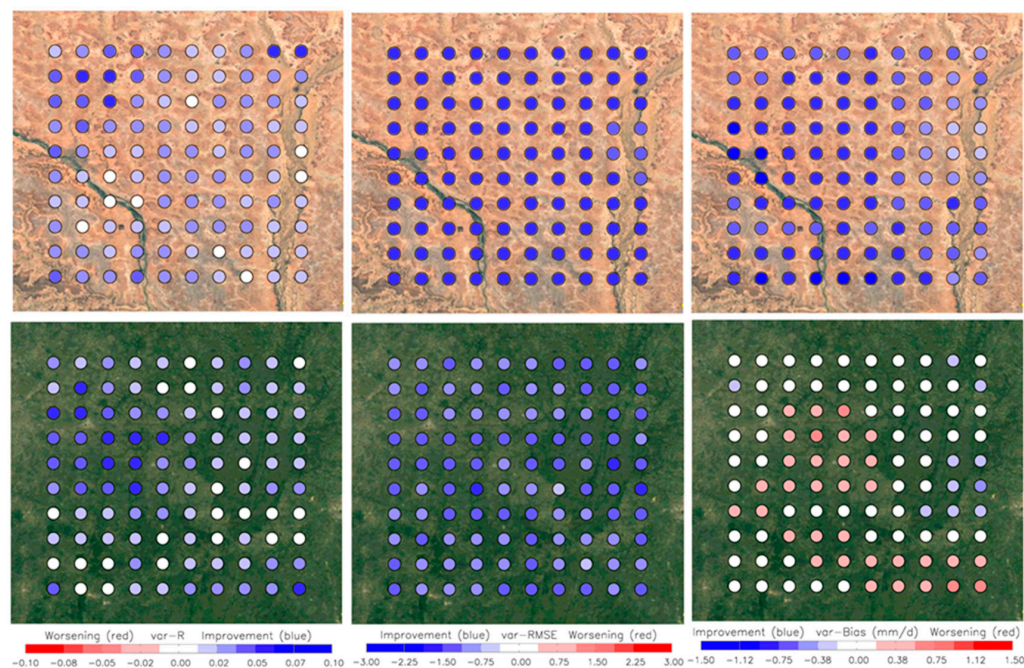 Worsening (red) var-R Improvement (blue)
-0.10 -0.08 -0.05 -0.02 0.00 0.02 0.05 0.07 0.10
Improvement (blue) var-RMSE Worsening (red)
-3.00 -2.25 -1.50 -0.75 0.00 0.75 1.50 2.25 3.00
Improvement (blue) var-Bias (mm/d) Worsening (red)
-1.50 -1.12 -0.75 -0.38 0.00 0.38 0.75 1.12 1.50